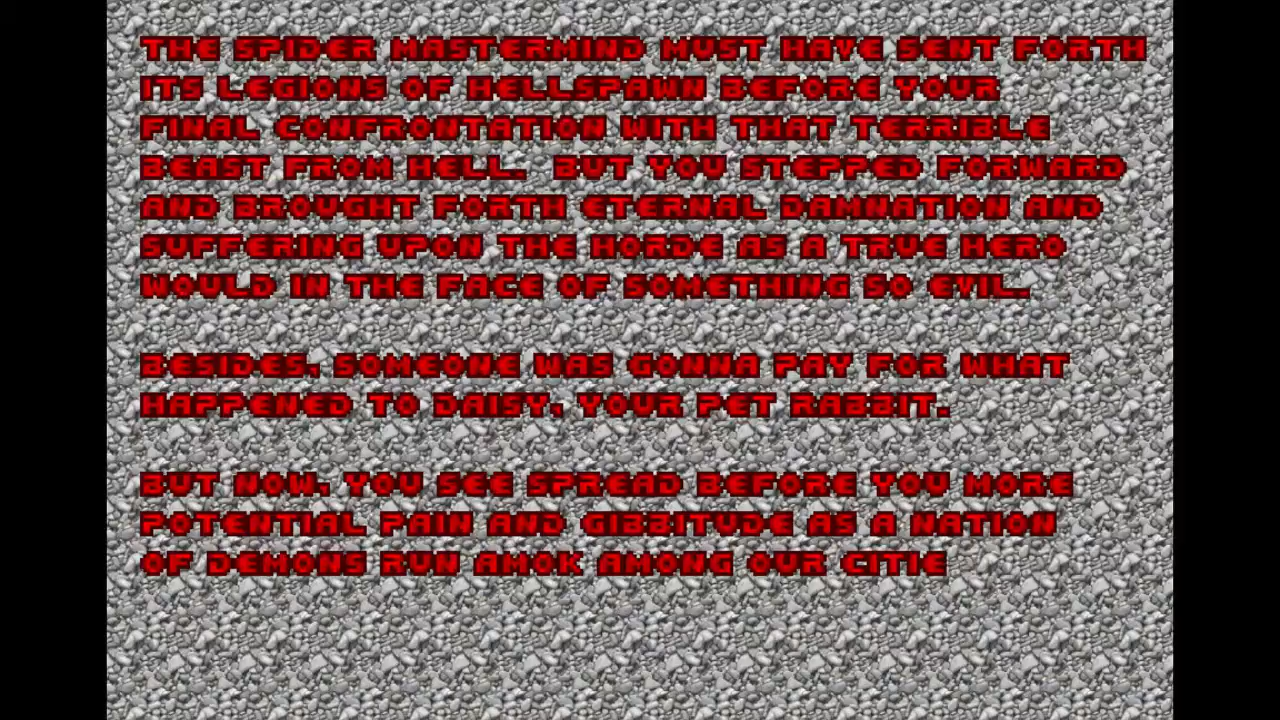 THE SPIDER MASTERMIND MUST HAVE SENT FORTH
ITS LEGIONS OF HELLSPAWN BEFORE YOUR
FINAL CONFRONTATION WITH THAT TERRIBLE
BEAST FROM HELL.  BUT YOU STEPPED FORWARD
AND BROUGHT FORTH ETERNAL DAMNATION AND
SUFFERING UPON THE HORDE AS A TRUE HERO
WOULD IN THE FACE OF SOMETHING SO EVIL.
BESIDES, SOMEONE WAS GONNA PAY FOR WHAT
HAPPENED TO DAISY, YOUR PET RABBIT.
BUT NOW, YOU SEE SPREAD BEFORE YOU MORE
POTENTIAL PAIN AND GIBBITUDE AS A NATION
OF DEMONS RUN AMOK AMONG OUR CITIE